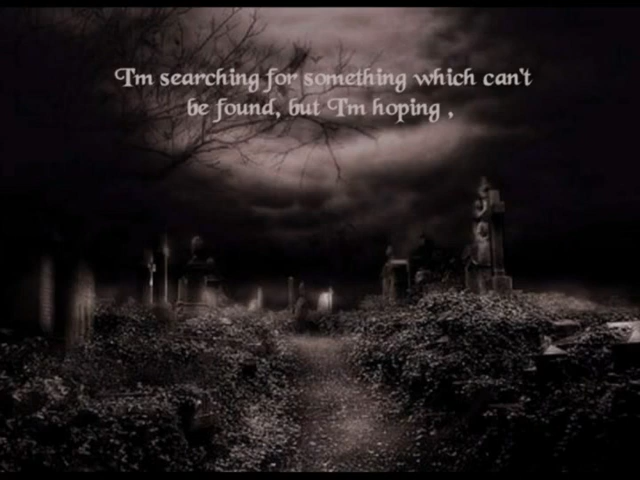 I'm searching for something which can't
be found, but I'm hoping ,